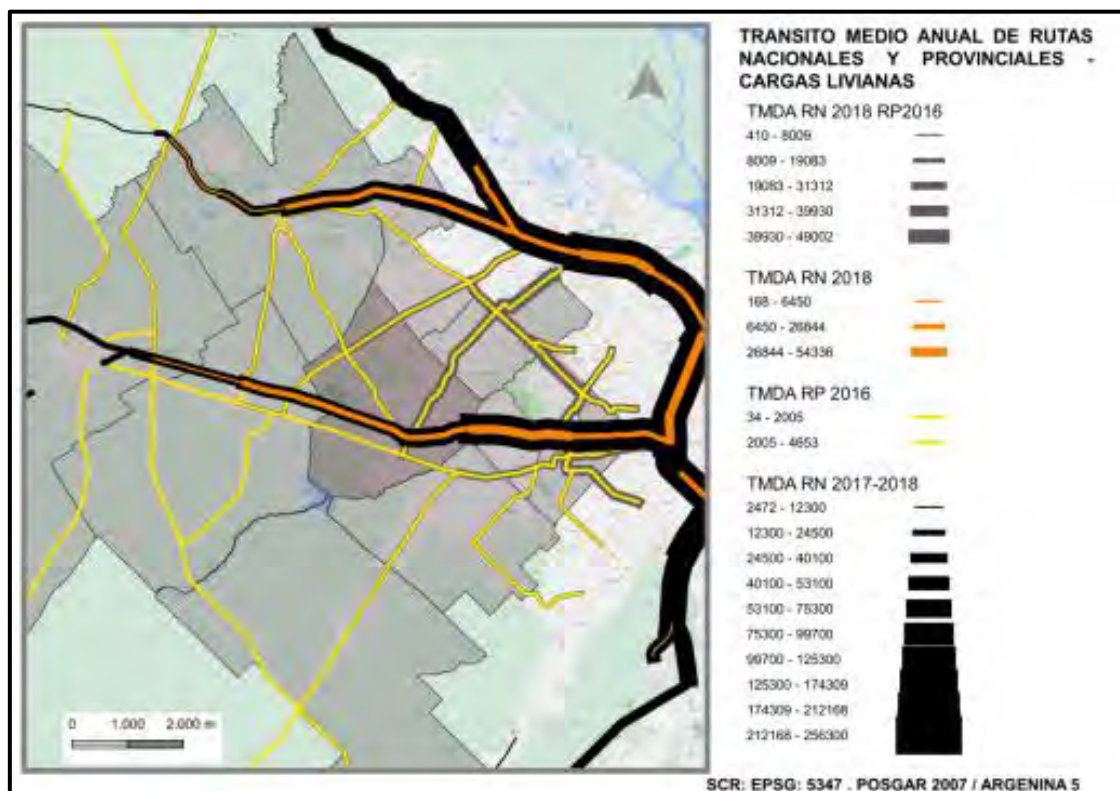 TRANSITO MEDIO ANUAL DE RUTAS
NACIONALES Y PROVINCIALES -
CARGAS LIVIANAS
TMDA RN 2018 RP2016
410 - 8009
8009 - 19083
19083 - 31312
31312 - 39930
39930 - 49002
TMDA RN 2018
168 - 6450
6450 - 26844
26844 - 54336
TMDA RP 2016
34 - 2005
2005 - 4653
TMDA RN 2017-2018
2472 - 12300
12300 - 24500
24500 - 40100
40100 - 53100
53100 - 75300
75300 - 99700
99700 - 125300
125300 - 174309
174309 - 212168
212168 - 256300
0 1.000 2.000 m
SCR: EPSG: 5347 . POSGAR 2007 / ARGENINA 5